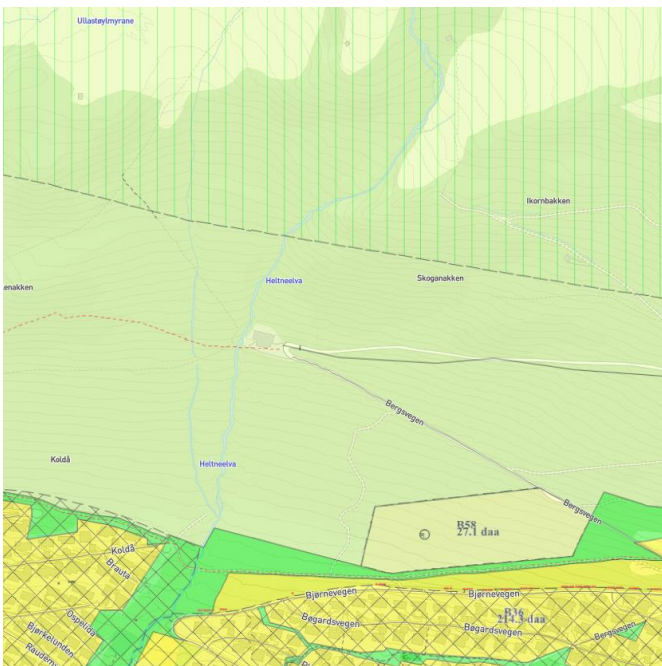 Ullastøylmyrane
Ikornbakken
Skoganakken
Heltneelva
enakken
Bergsvegen
Koldå
Heltneelva
B58
27.1 daa
Bergsvegen
Koldå
Brauta
Bjørnevegen
Bjørnevegen
B36
214.3 daa
Ospelida
Bøgardsvegen
Bøgardsvegen
Bergsvegen
Bjørkelunden